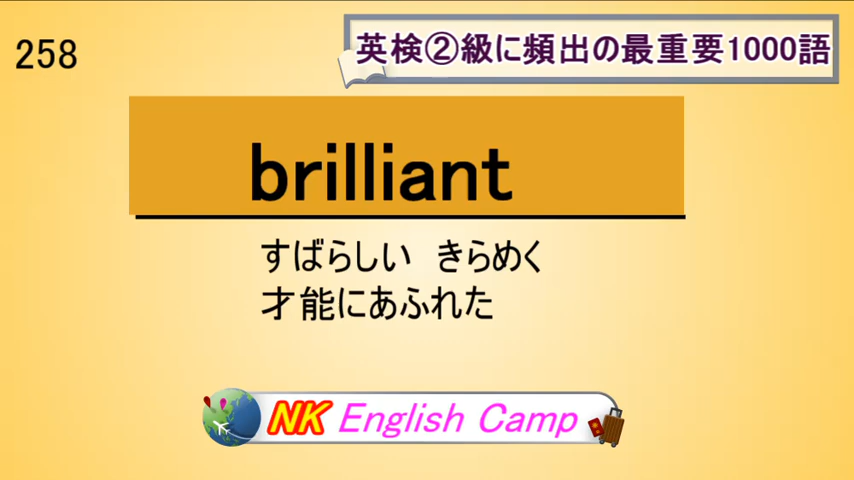 258
英検②級に頻出の最重要1000語
brilliant
すばらしい きらめく
才能にあふれた
NK English Camp